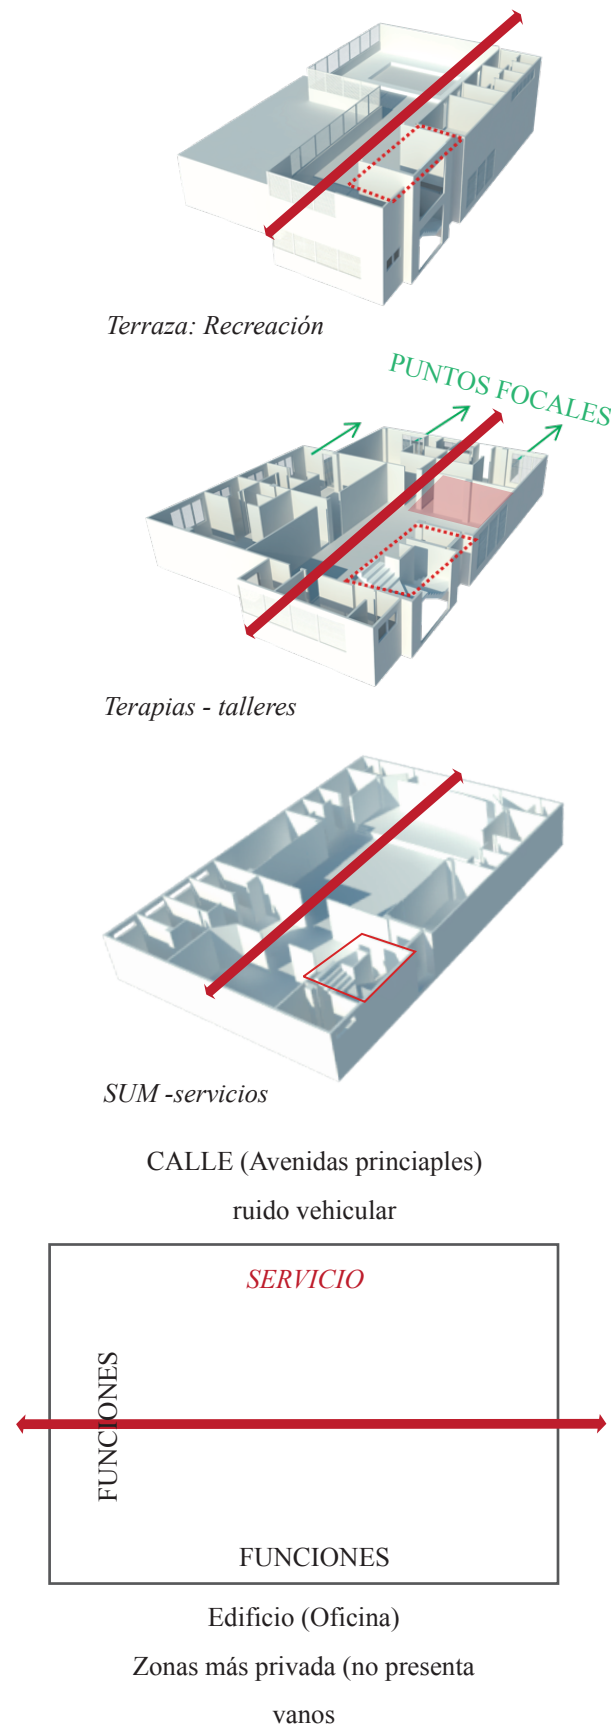 Terraza: Recreación
PUNTOS FOCALES
Terapias - talleres
SUM -servicios
CALLE (Avenidas princiaples)
ruido vehicular
SERVICIO
FUNCIONES
FUNCIONES
Edificio (Oficina)
Zonas más privada (no presenta
vanos